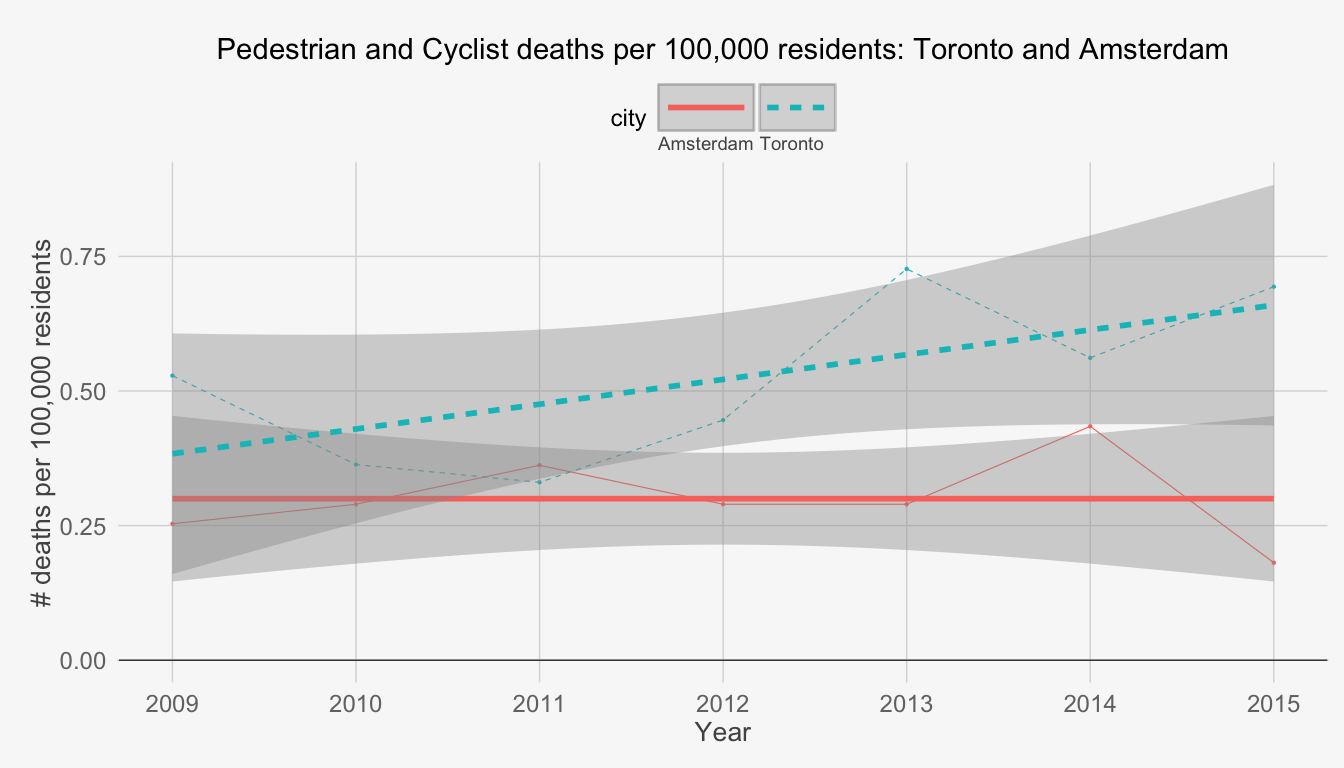 Pedestrian and Cyclist deaths per 100,000 residents: Toronto and Amsterdam
city
Amsterdam Toronto
# deaths per 100,000 residents
0.75
0.50
0.25
0.00
2009 2010 2011 2012 2013 2014 2015
Year